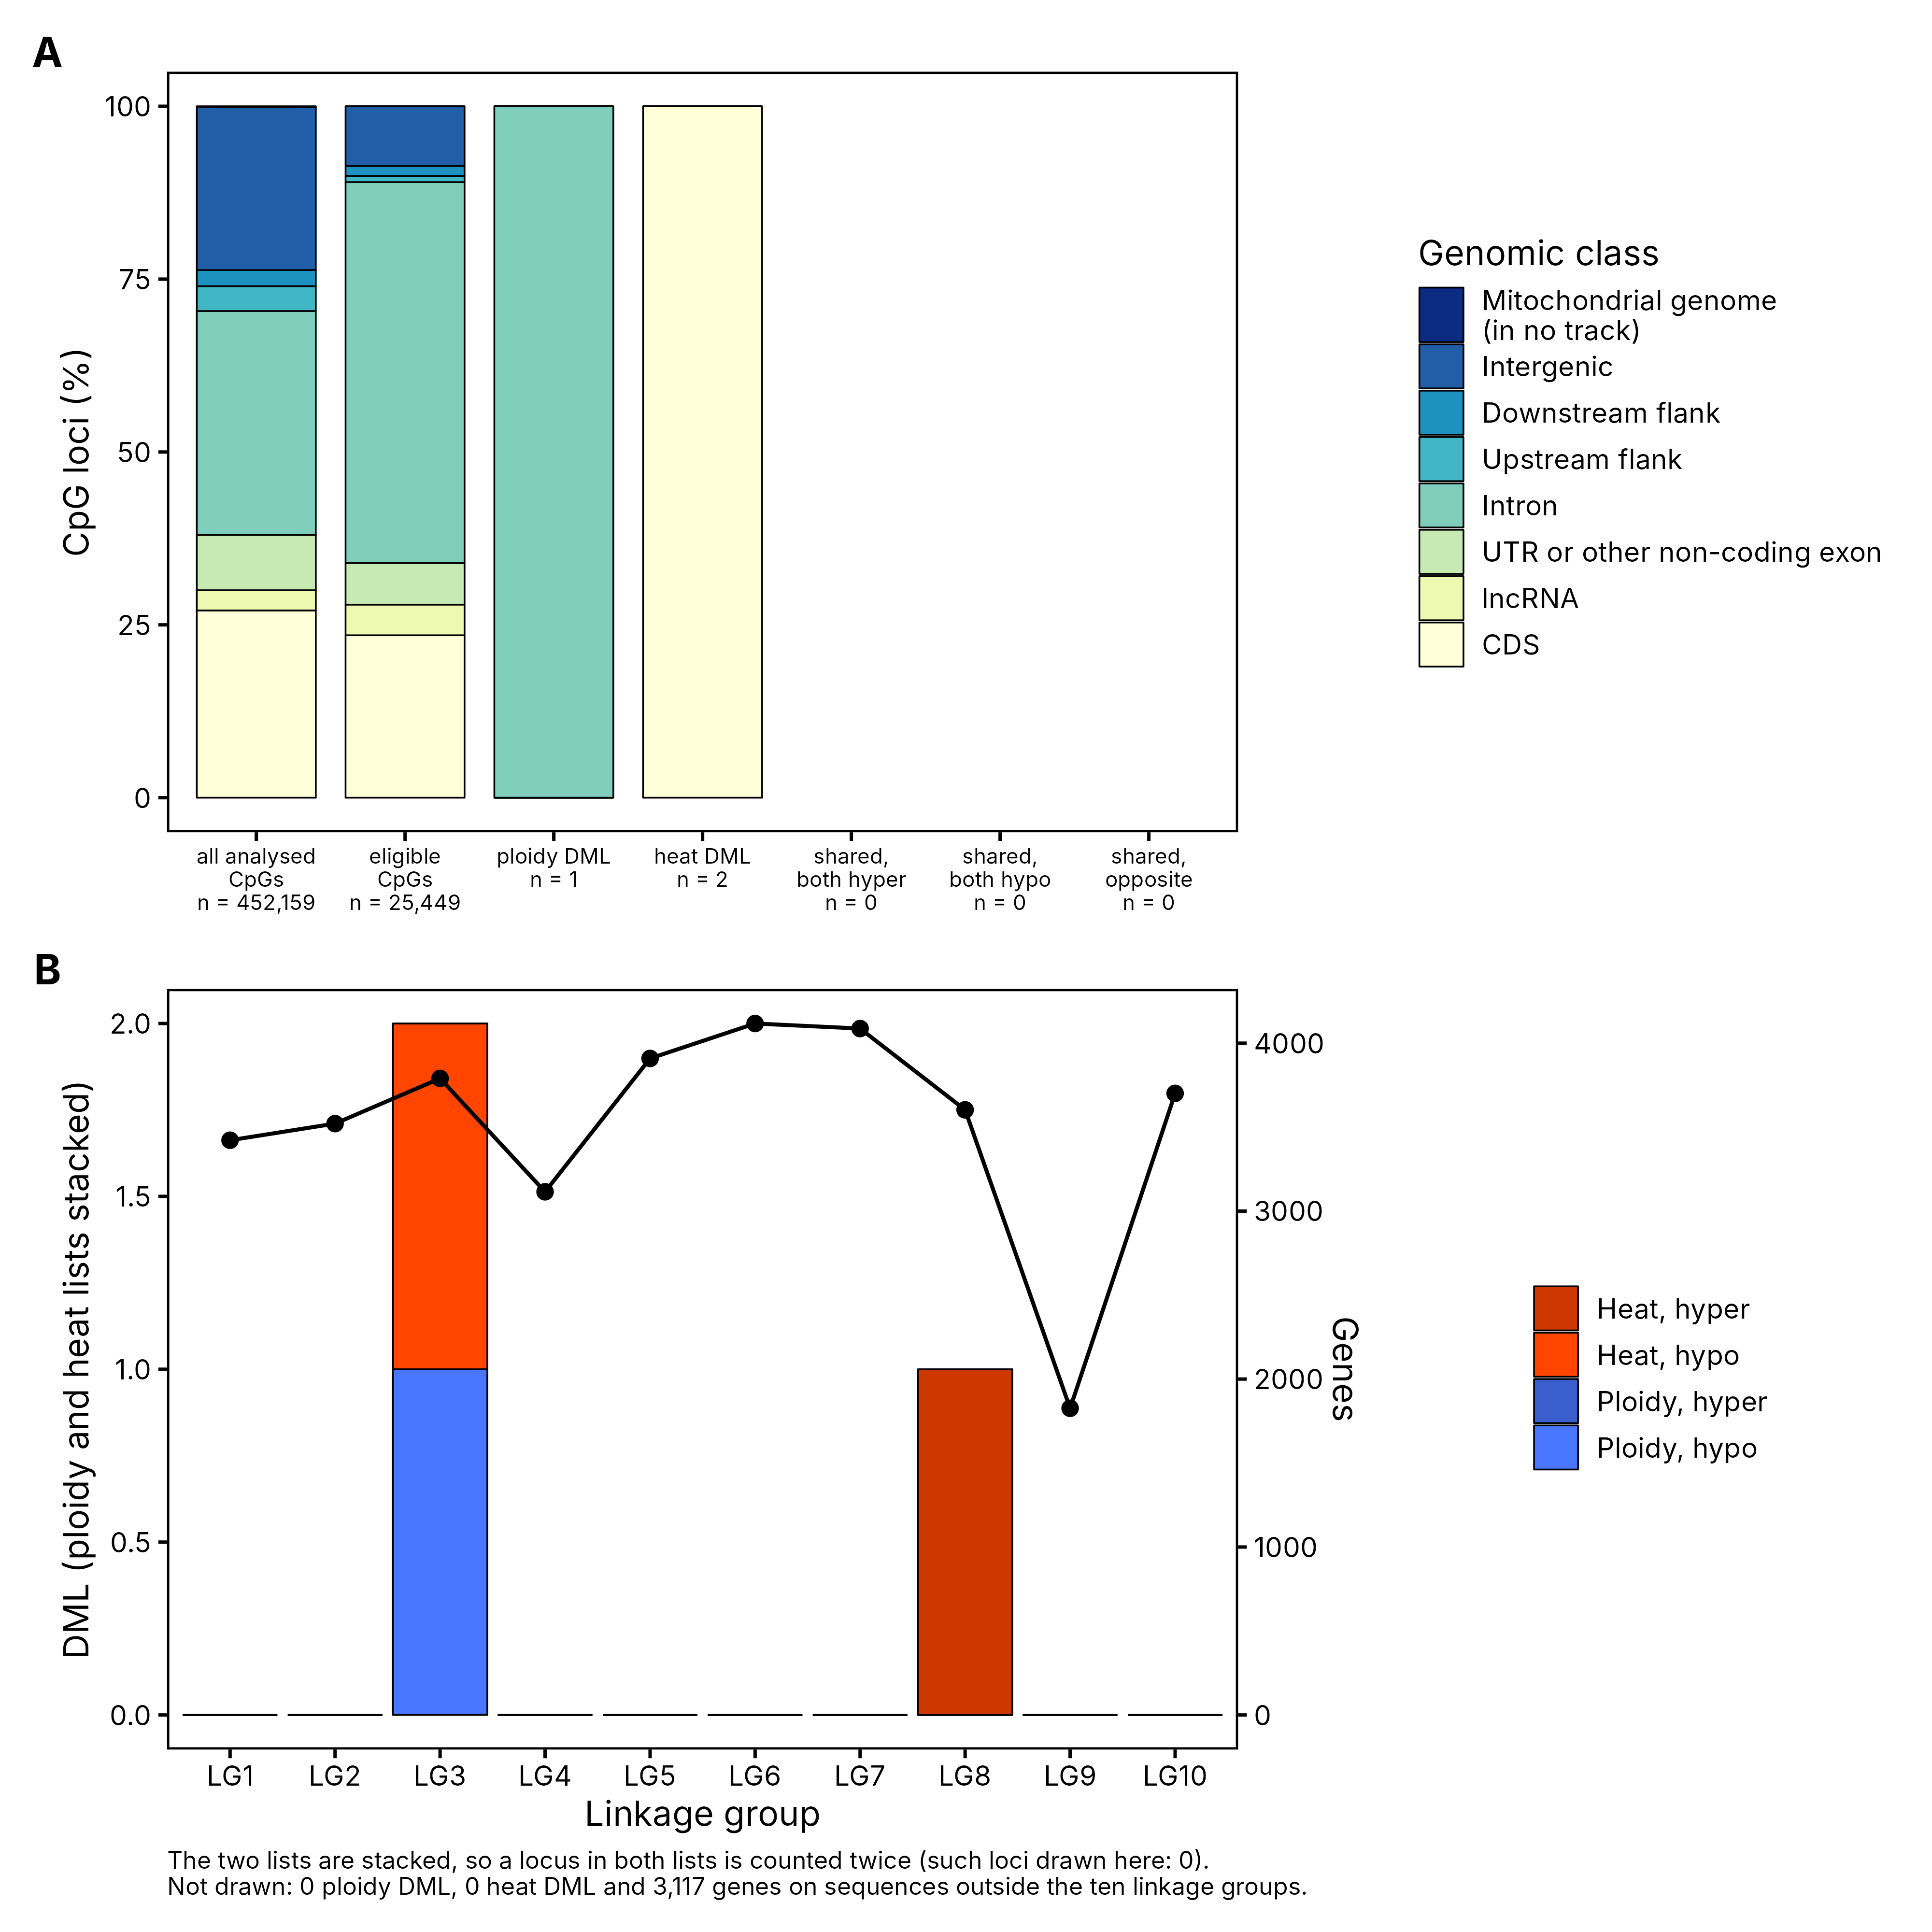 A
CpG loci (%)
100
75
50
25
0
all analysed
CpGs
n = 452,159
eligible
CpGs
n = 25,449
ploidy DML
n = 1
heat DML
n = 2
shared,
both hyper
n = 0
shared,
both hypo
n = 0
shared,
opposite
n = 0
Genomic class
Mitochondrial genome
(in no track)
Intergenic
Downstream flank
Upstream flank
Intron
UTR or other non-coding exon
lncRNA
CDS
B
DML (ploidy and heat lists stacked)
2.0
1.5
1.0
0.5
0.0
4000
3000
2000
1000
0
Genes
LG1
LG2
LG3
LG4
LG5
LG6
LG7
LG8
LG9
LG10
Linkage group
Heat, hyper
Heat, hypo
Ploidy, hyper
Ploidy, hypo
The two lists are stacked, so a locus in both lists is counted twice (such loci drawn here: 0).
Not drawn: 0 ploidy DML, 0 heat DML and 3,117 genes on sequences outside the ten linkage groups.